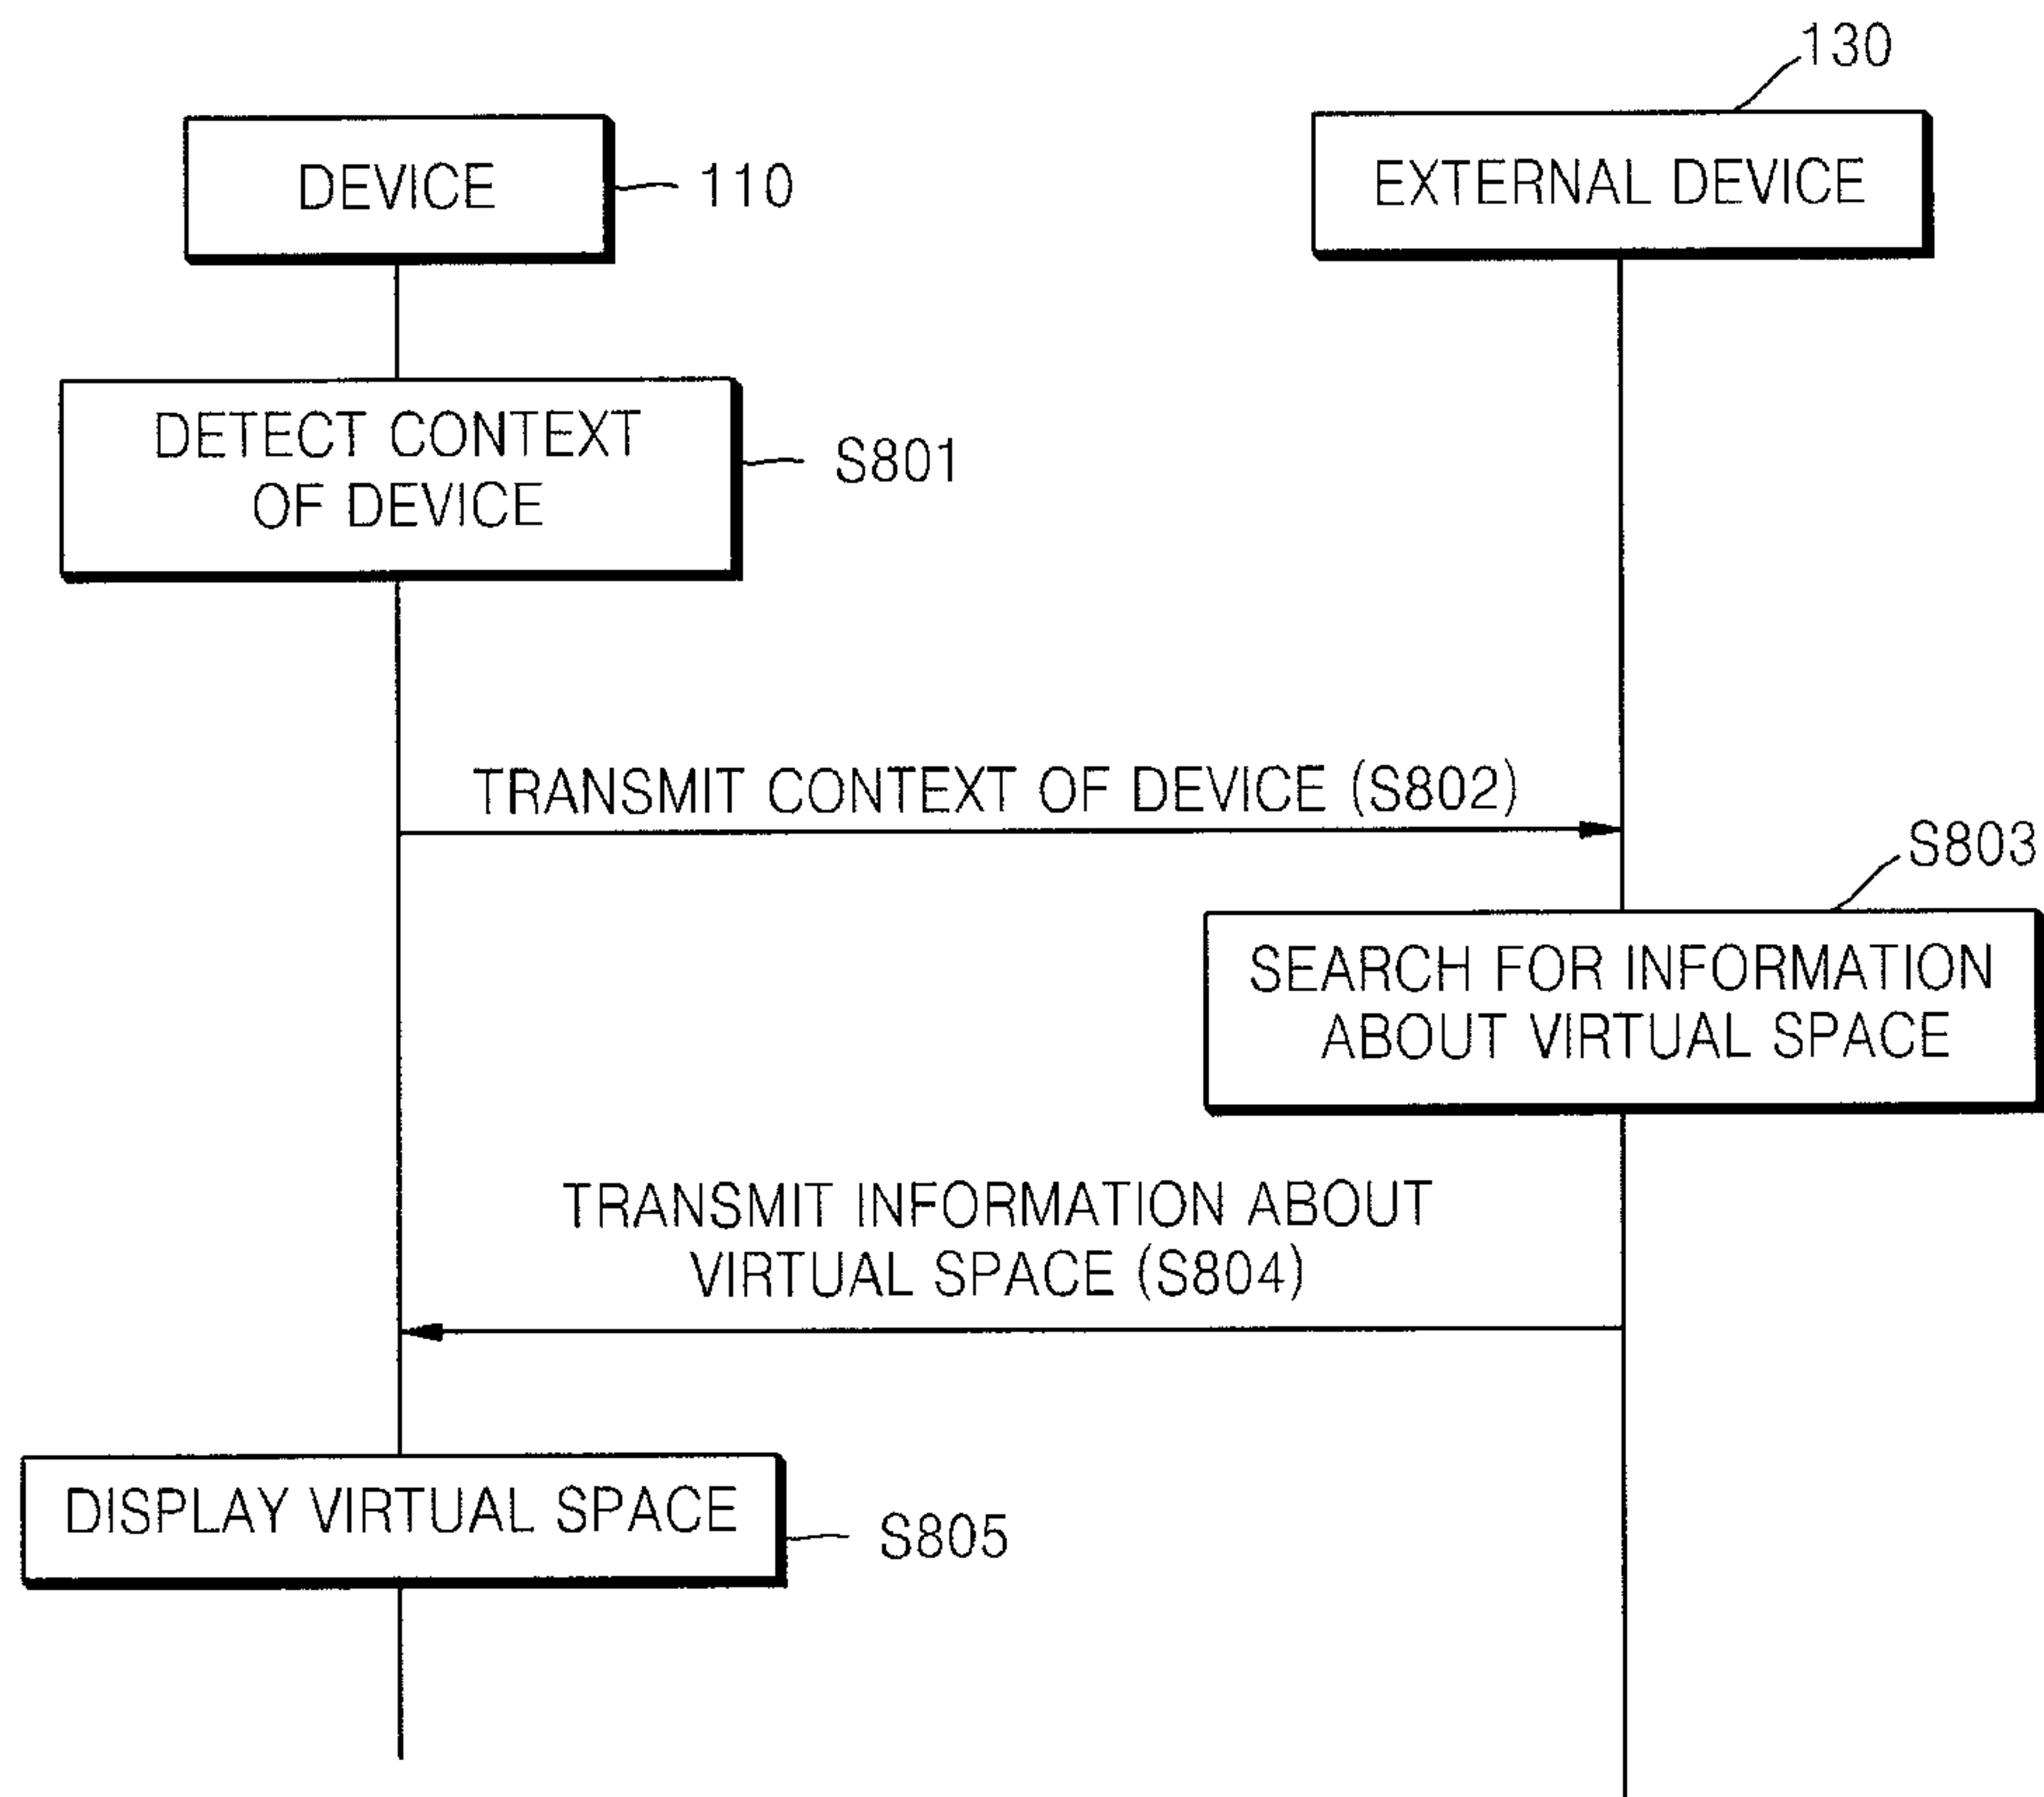 130
DEVICE
110
EXTERNAL DEVICE
DETECT CONTEXT
OF DEVICE
S801
TRANSMIT CONTEXT OF DEVICE (S802)
S803
SEARCH FOR INFORMATION
ABOUT VIRTUAL SPACE
TRANSMIT INFORMATION ABOUT
VIRTUAL SPACE (S804)
DISPLAY VIRTUAL SPACE
S805